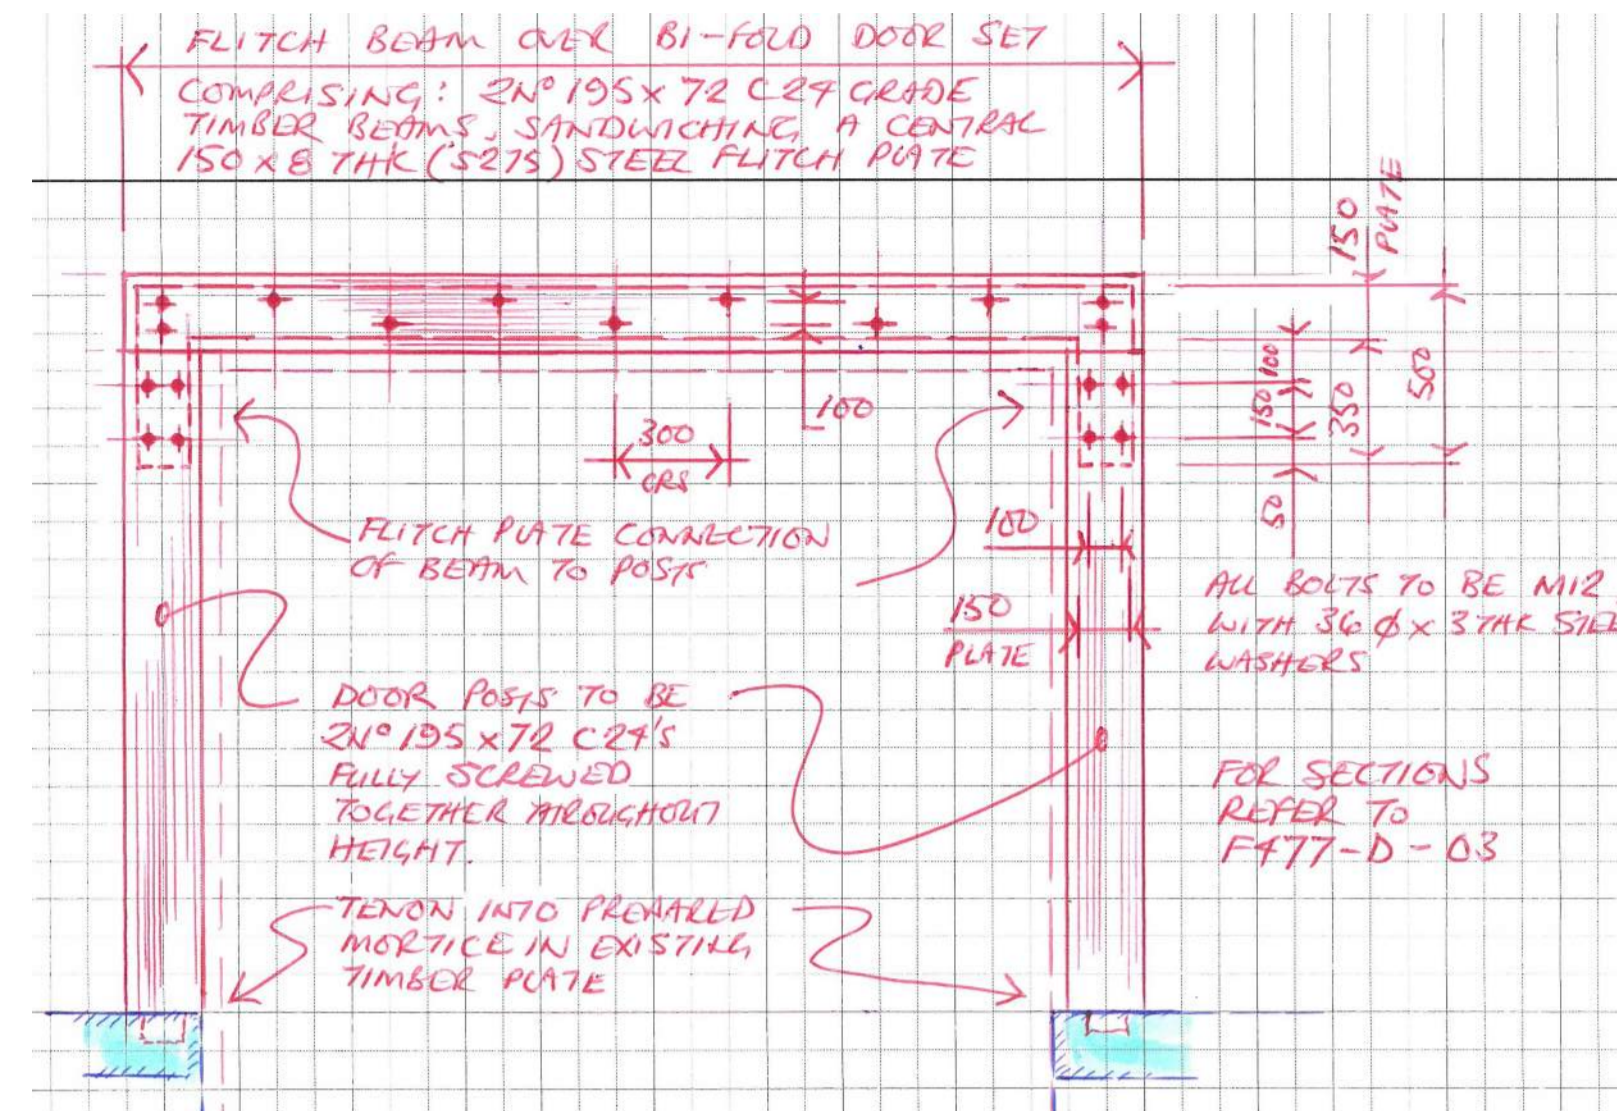 FLITCH BEAM OVER BI-FOLD DOOR SET
COMPRISING: 2Nº 195 x 72 C24 GRADE
TIMBER BEAMS, SANDWICHING A CENTRAL
150 x 8 THK (S275) STEEL FLITCH PLATE
150
PLATE
100
150
350
500
50
100
300
CRS
FLITCH PLATE CONNECTION
OF BEAM TO POSTS
100
150
PLATE
ALL BOLTS TO BE M12
WITH 36 Ø x 3 THK STEE
WASHERS
DOOR POSTS TO BE
2Nº 195 x 72 C24's
FULLY SCREWED
TOGETHER THROUGHOUT
HEIGHT.
FOR SECTIONS
REFER TO
F477-D-03
TENON INTO PREPARED
MORTICE IN EXISTING
TIMBER PLATE